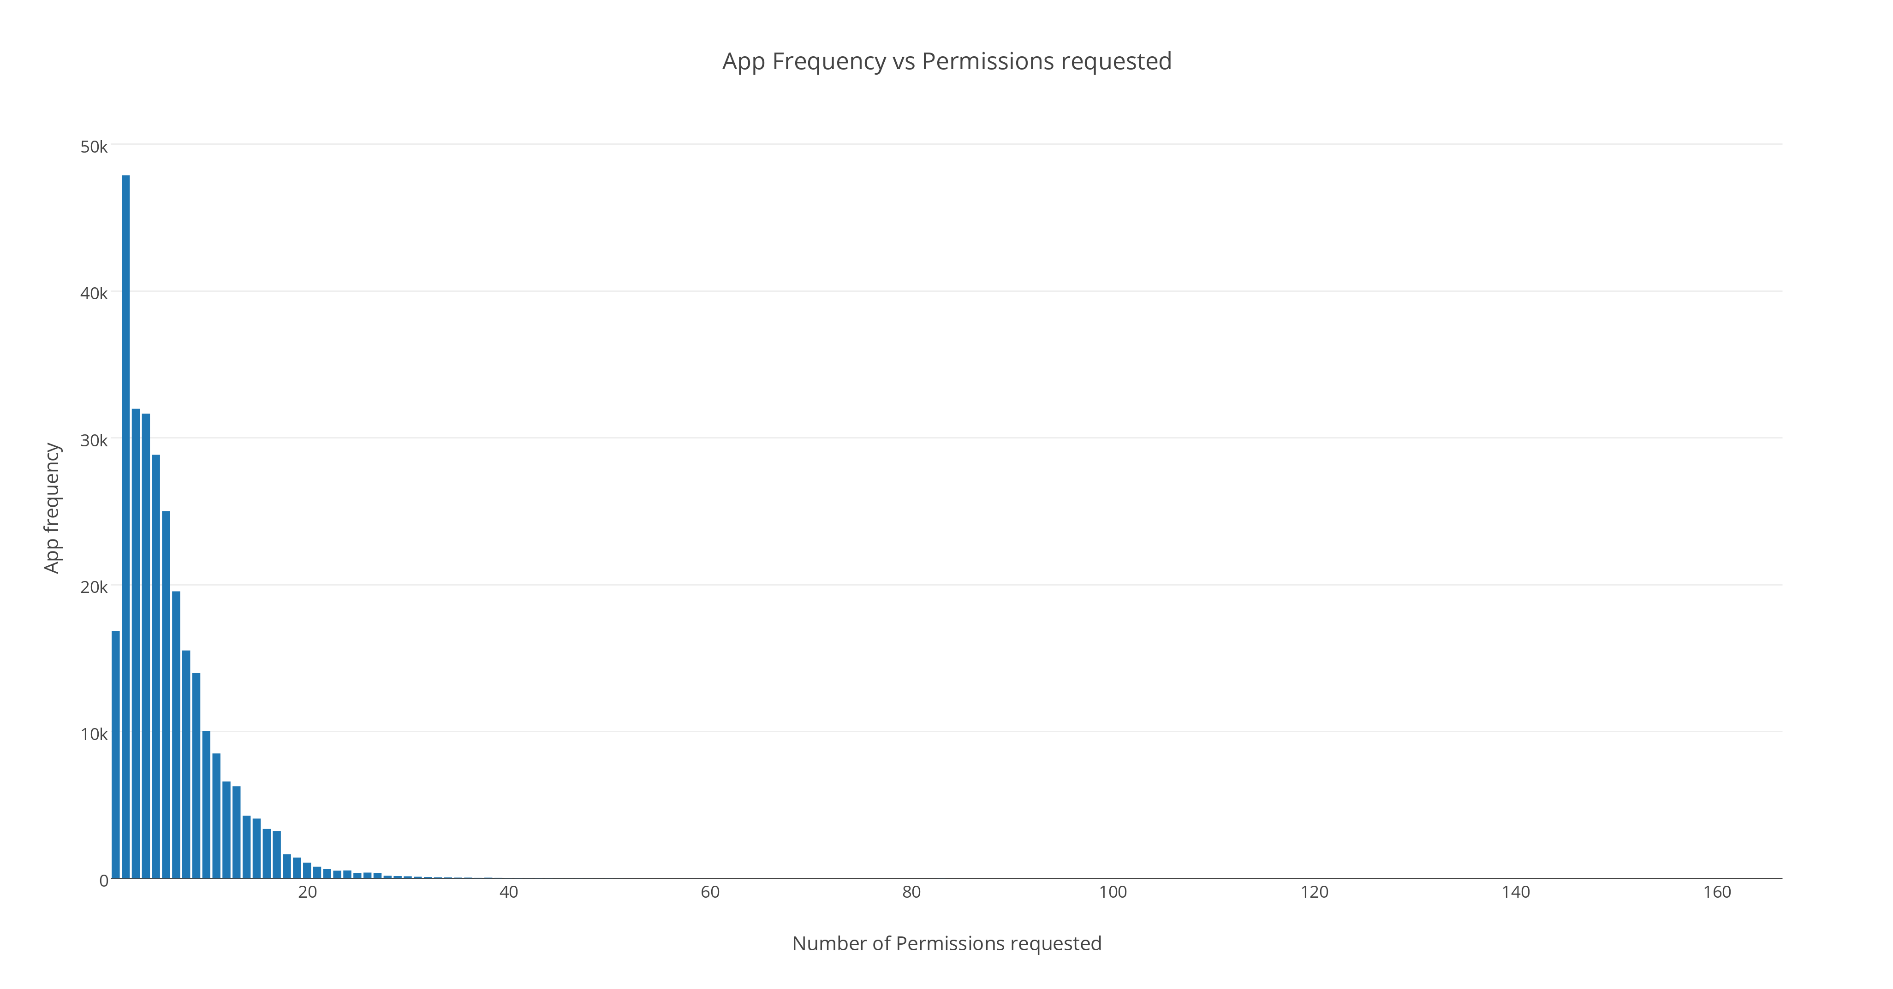 App Frequency vs Permissions requested
50k
40k
30k
20k
10k
0
App frequency
20 40 60 80 100 120 140 160
Number of Permissions requested